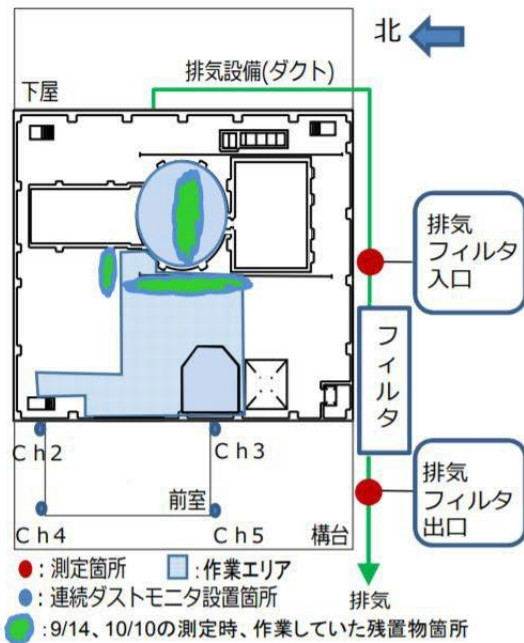 北
排気設備(ダクト)
下屋
排気
フィルタ
入口
フィルタ
Ch2
Ch3
前室
Ch4
Ch5
構台
排気
フィルタ
出口
排気
●:測定箇所
:作業エリア
●:連続ダストモニタ設置箇所
:9/14、10/10の測定時、作業していた残置物箇所